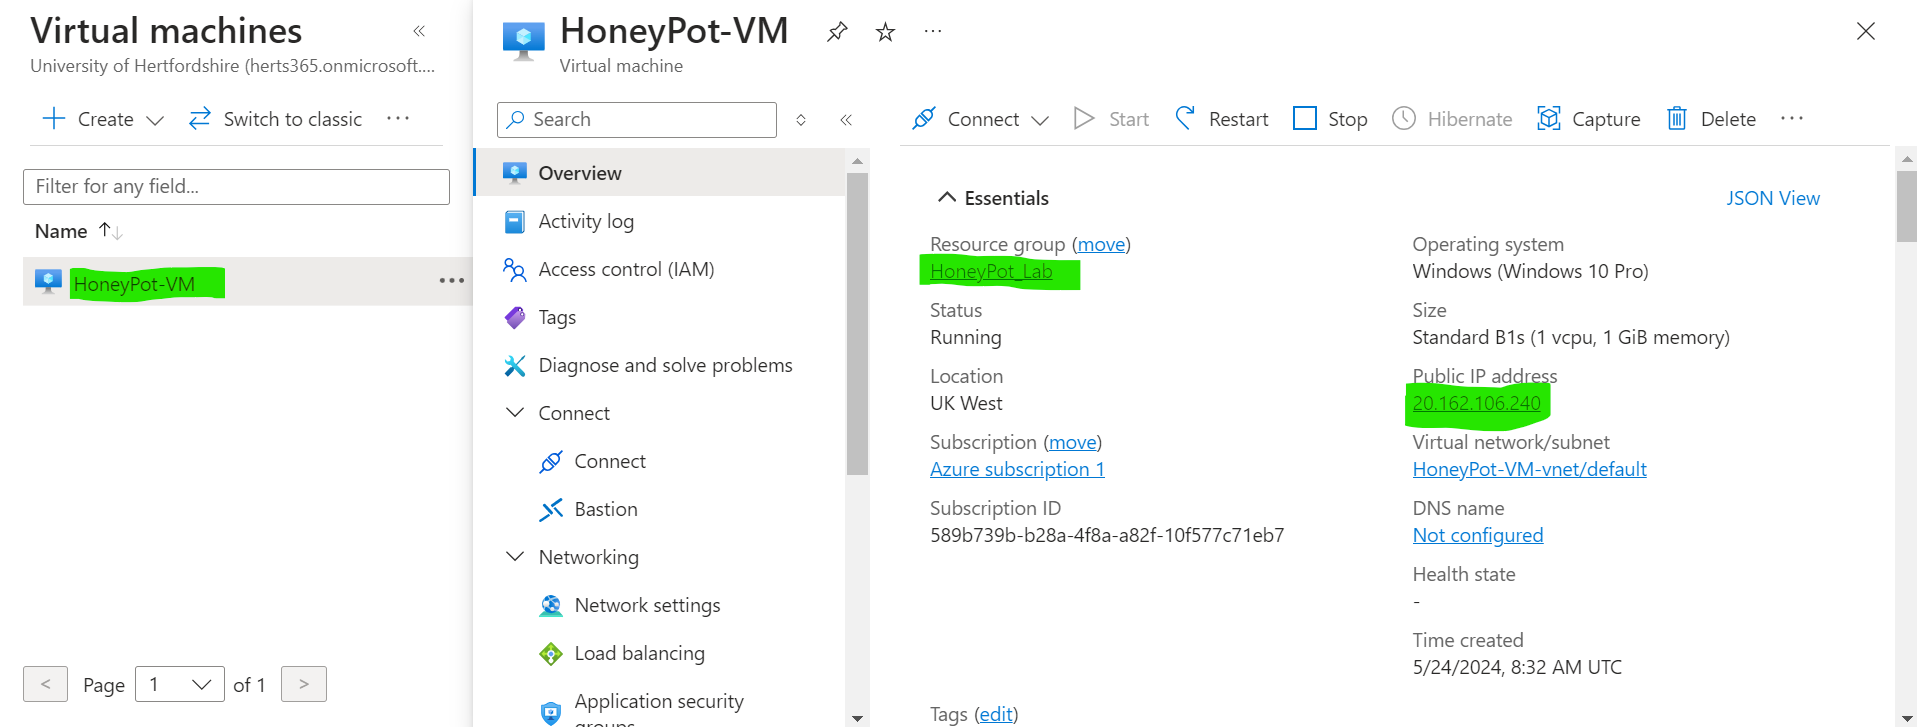 Virtual machines
University of Hertfordshire (herts365.onmicrosoft....
Create
Switch to classic
Filter for any field...
Name
HoneyPot-VM
Page 1 of 1
HoneyPot-VM
Virtual machine
Search
Overview
Activity log
Access control (IAM)
Tags
Diagnose and solve problems
Connect
Connect
Bastion
Networking
Network settings
Load balancing
Application security
groups
Connect
Start
Restart
Stop
Hibernate
Capture
Delete
Essentials
JSON View
Resource group (move)
HoneyPot_Lab
Status
Running
Location
UK West
Subscription (move)
Azure subscription 1
Subscription ID
589b739b-b28a-4f8a-a82f-10f577c71eb7
Operating system
Windows (Windows 10 Pro)
Size
Standard B1s (1 vcpu, 1 GiB memory)
Public IP address
20.162.106.240
Virtual network/subnet
HoneyPot-VM-vnet/default
DNS name
Not configured
Health state
-
Time created
5/24/2024, 8:32 AM UTC
Tags (edit)